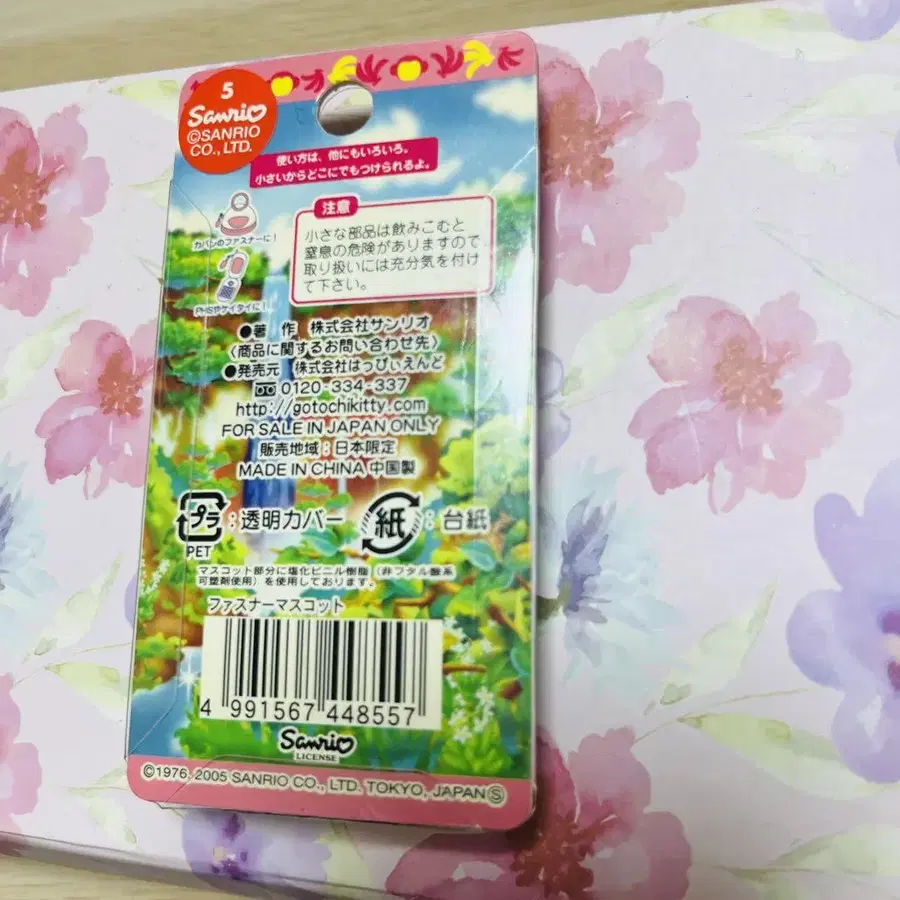 5
Sanrio
©SANRIO
CO., LTD.
使い方は、他にもいろいろ。
小さいからどこにでもつけられるよ。
注意
小さな部品は飲みこむと
窒息の危険がありますので
取り扱いには充分気を付け
て下さい。
カバンのファスナーに!
PHSやケイタイに!
●著 作 株式会社サンリオ
〈商品に関するお問い合わせ先〉
●発売元 株式会社はっぴぃえんど
0120-334-337
http://gotochikitty.com
FOR SALE IN JAPAN ONLY
販売地域:日本限定
MADE IN CHINA 中国製
プラ:透明カバー 紙:台紙
PET
マスコット部分に塩化ビニル樹脂(非フタル酸系
可塑剤使用)を使用しております。
ファスナーマスコット
4 991567 448557
Sanrio
LICENSE
©1976, 2005 SANRIO CO., LTD. TOKYO, JAPAN Ⓢ